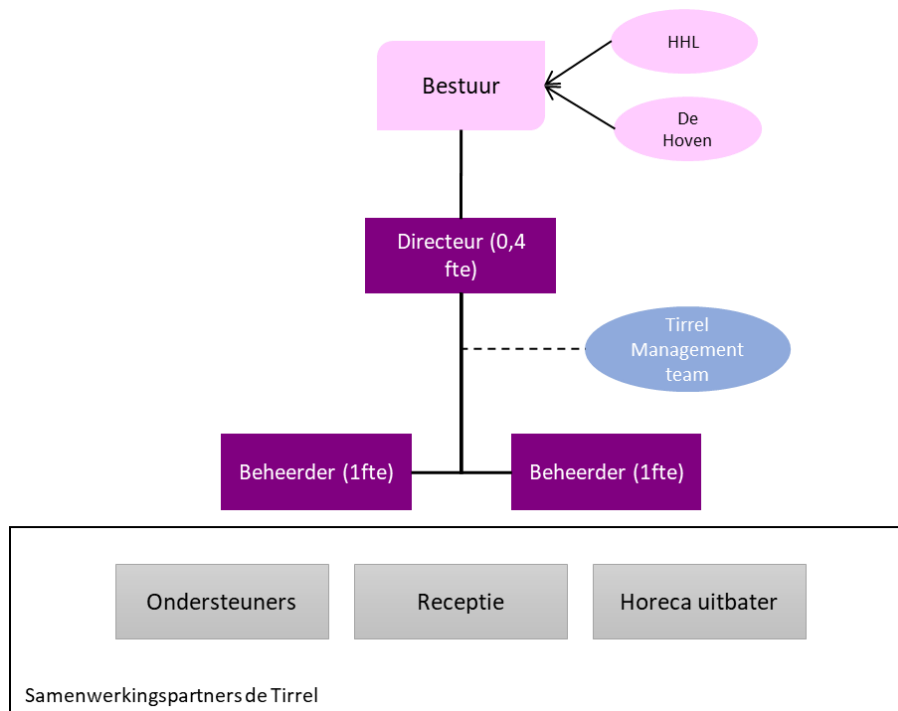 HHL
Bestuur
De
Hoven
Directeur (0,4
fte)
Tirrel
Management
team
Beheerder (1fte)
Beheerder (1fte)
Ondersteuners
Receptie
Horeca uitbater
Samenwerkingspartners de Tirrel